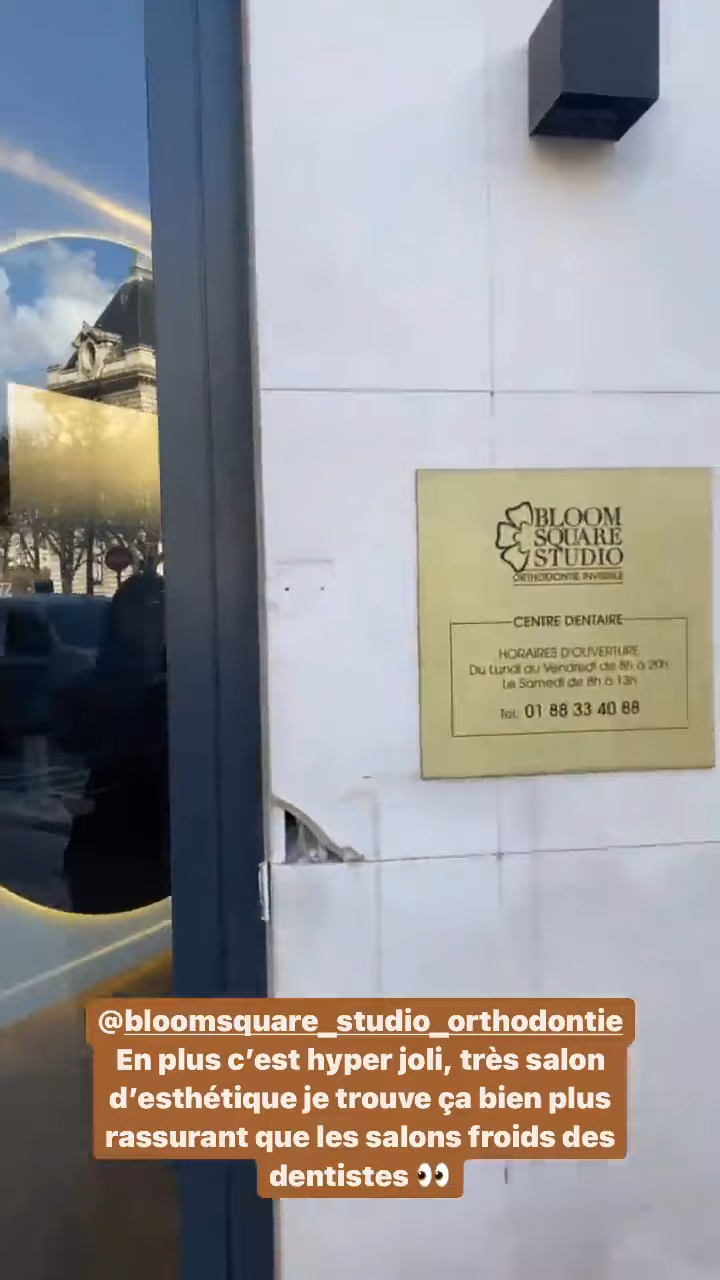 BLOOM
SQUARE
STUDIO
ORTHODONTIE INVISIBLE
CENTRE DENTAIRE
HORAIRES D'OUVERTURE
Du Lundi au Vendredi de 8h à 20h
Le Samedi de 8h à 13h
Tel. 01 88 33 40 88
@bloomsquare_studio_orthodontie
En plus c’est hyper joli, très salon
d’esthétique je trouve ça bien plus
rassurant que les salons froids des
dentistes 👀